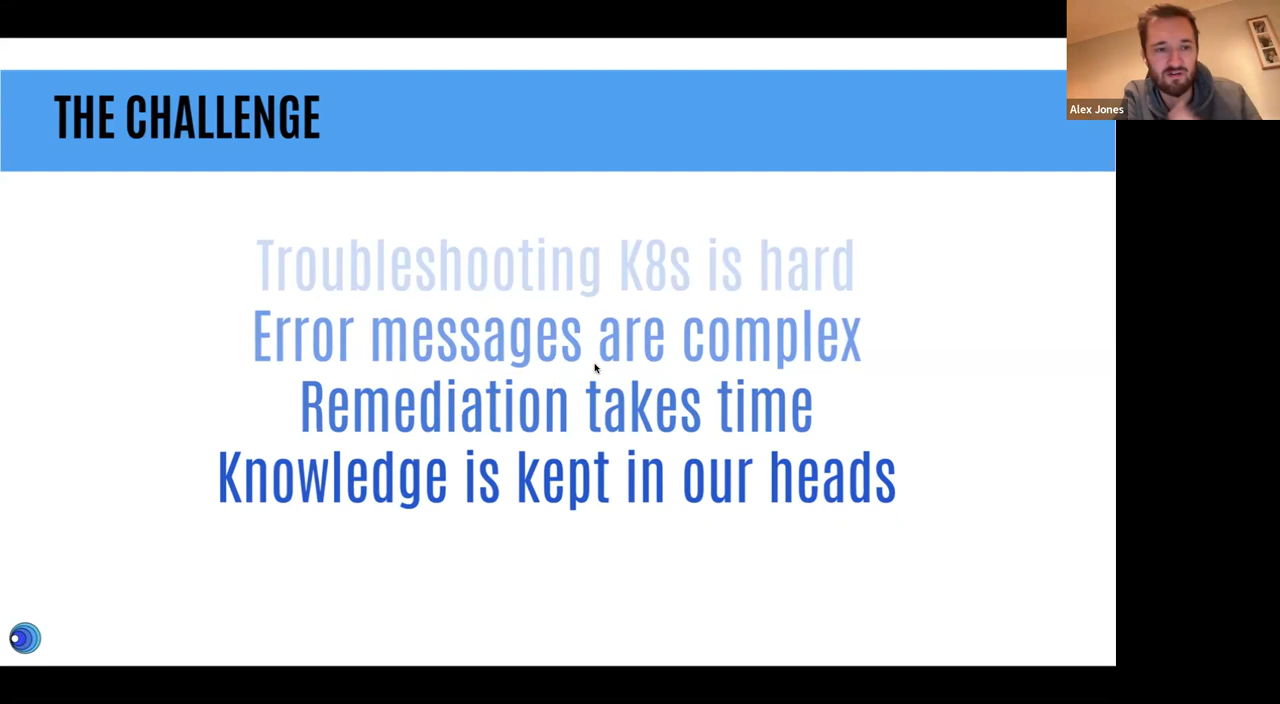 THE CHALLENGE
Alex Jones
Troubleshooting K8s is hard
Error messages are complex
Remediation takes time
Knowledge is kept in our heads